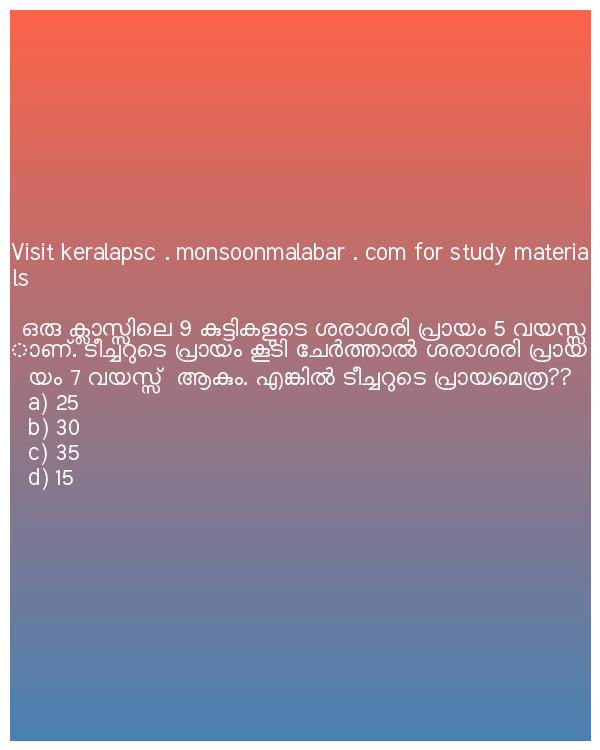 Visit keralapsc . monsoonmalabar . com for study materia
ls
ഒരു ക്ലാസ്സിലെ 9 കുട്ടികളുടെ ശരാശരി പ്രായം 5 വയസ്സ
ാണ്. ടീച്ചറുടെ പ്രായം കൂടി ചേർത്താൽ ശരാശരി പ്രായ
യം 7 വയസ്സ് ആകും. എങ്കിൽ ടീച്ചറുടെ പ്രായമെത്ര??
a) 25
b) 30
c) 35
d) 15